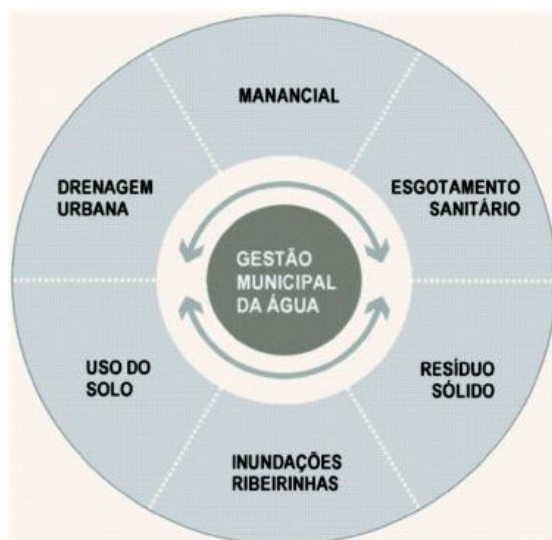 MANANCIAL
ESGOTAMENTO
SANITÁRIO
RESÍDUO
SÓLIDO
INUNDAÇÕES
RIBEIRINHAS
USO DO
SOLO
DRENAGEM
URBANA
GESTÃO
MUNICIPAL
DA ÁGUA